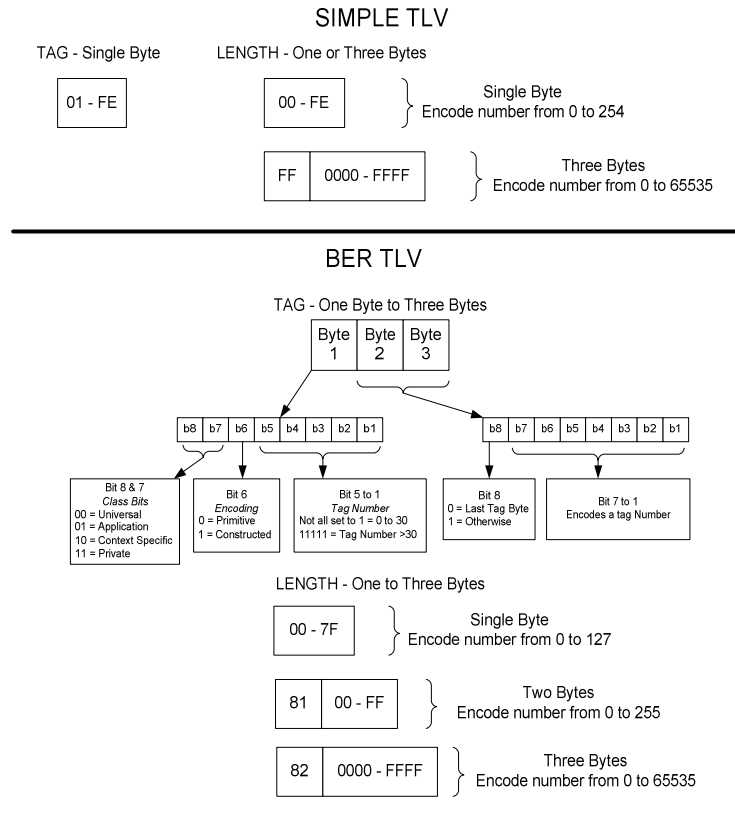 SIMPLE TLV
TAG - Single Byte
LENGTH - One or Three Bytes
01 - FE
00 - FE
Single Byte
Encode number from 0 to 254
FF
0000 - FFFF
Three Bytes
Encode number from 0 to 65535
BER TLV
TAG - One Byte to Three Bytes
Byte 1
Byte 2
Byte 3
b8 b7 b6 b5 b4 b3 b2 b1
b8 b7 b6 b5 b4 b3 b2 b1
Bit 8 & 7
Class Bits
00 = Universal
01 = Application
10 = Context Specific
11 = Private
Bit 6
Encoding
0 = Primitive
1 = Constructed
Bit 5 to 1
Tag Number
Not all set to 1 = 0 to 30
11111 = Tag Number >30
Bit 8
0 = Last Tag Byte
1 = Otherwise
Bit 7 to 1
Encodes a tag Number
LENGTH - One to Three Bytes
00 - 7F
Single Byte
Encode number from 0 to 127
81
00 - FF
Two Bytes
Encode number from 0 to 255
82
0000 - FFFF
Three Bytes
Encode number from 0 to 65535